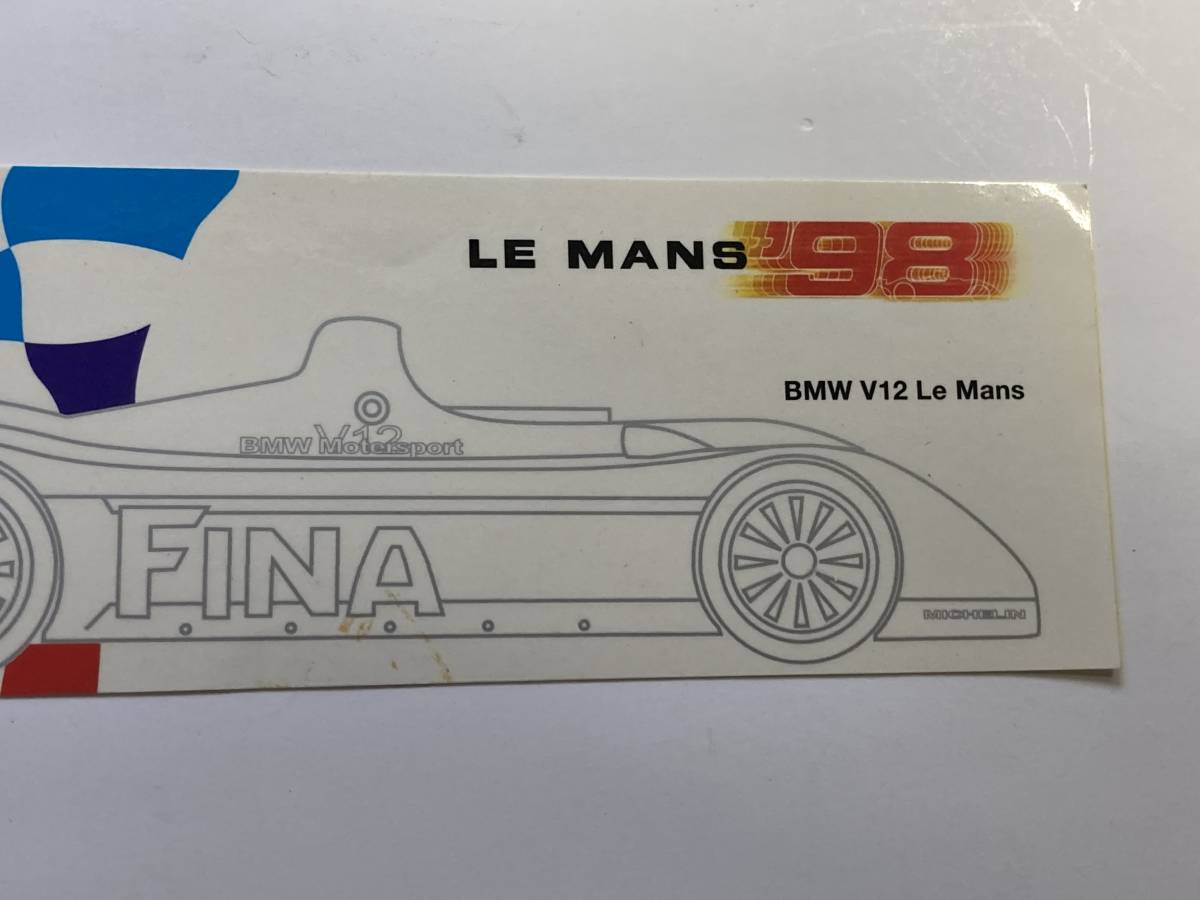 LE MANS '98
BMW V12 Le Mans
V12
BMW Motorsport
FINA
MICHELIN